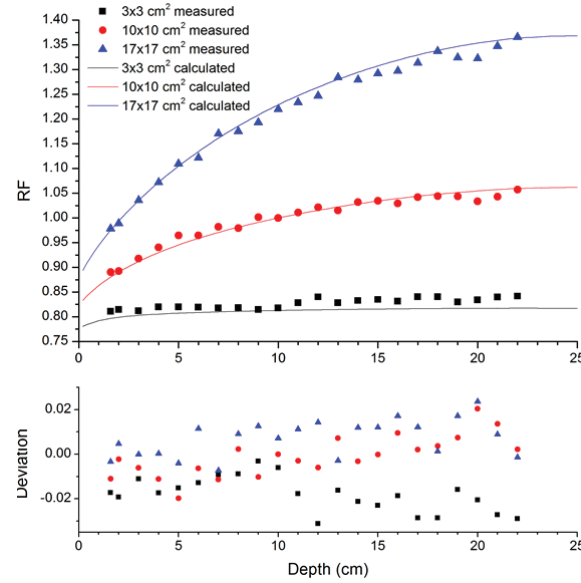 3x3 cm² measured
10x10 cm² measured
17x17 cm² measured
3x3 cm² calculated
10x10 cm² calculated
17x17 cm² calculated
RF
1.40
1.35
1.30
1.25
1.20
1.15
1.10
1.05
1.00
0.95
0.90
0.85
0.80
0.75
0 5 10 15 20 25
Deviation
0.02
0.00
-0.02
0 5 10 15 20 25
Depth (cm)